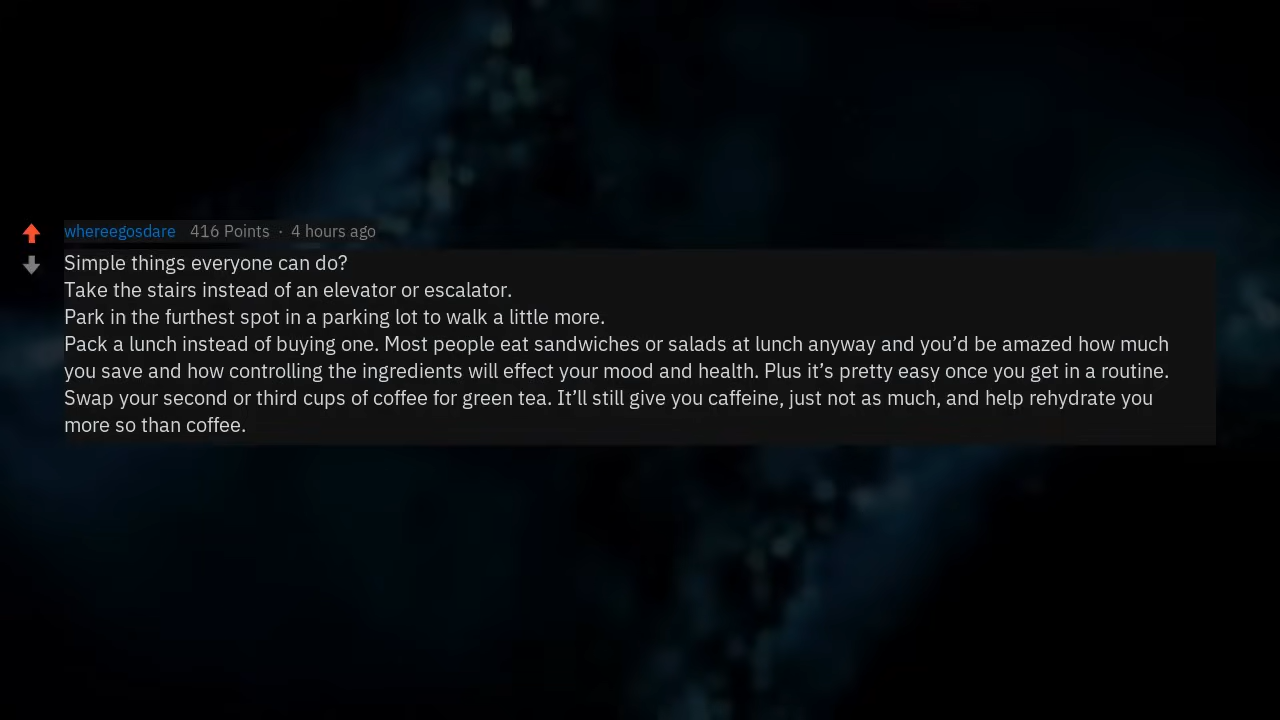 whereegosdare 416 Points · 4 hours ago
Simple things everyone can do?
Take the stairs instead of an elevator or escalator.
Park in the furthest spot in a parking lot to walk a little more.
Pack a lunch instead of buying one. Most people eat sandwiches or salads at lunch anyway and you’d be amazed how much
you save and how controlling the ingredients will effect your mood and health. Plus it’s pretty easy once you get in a routine.
Swap your second or third cups of coffee for green tea. It’ll still give you caffeine, just not as much, and help rehydrate you
more so than coffee.